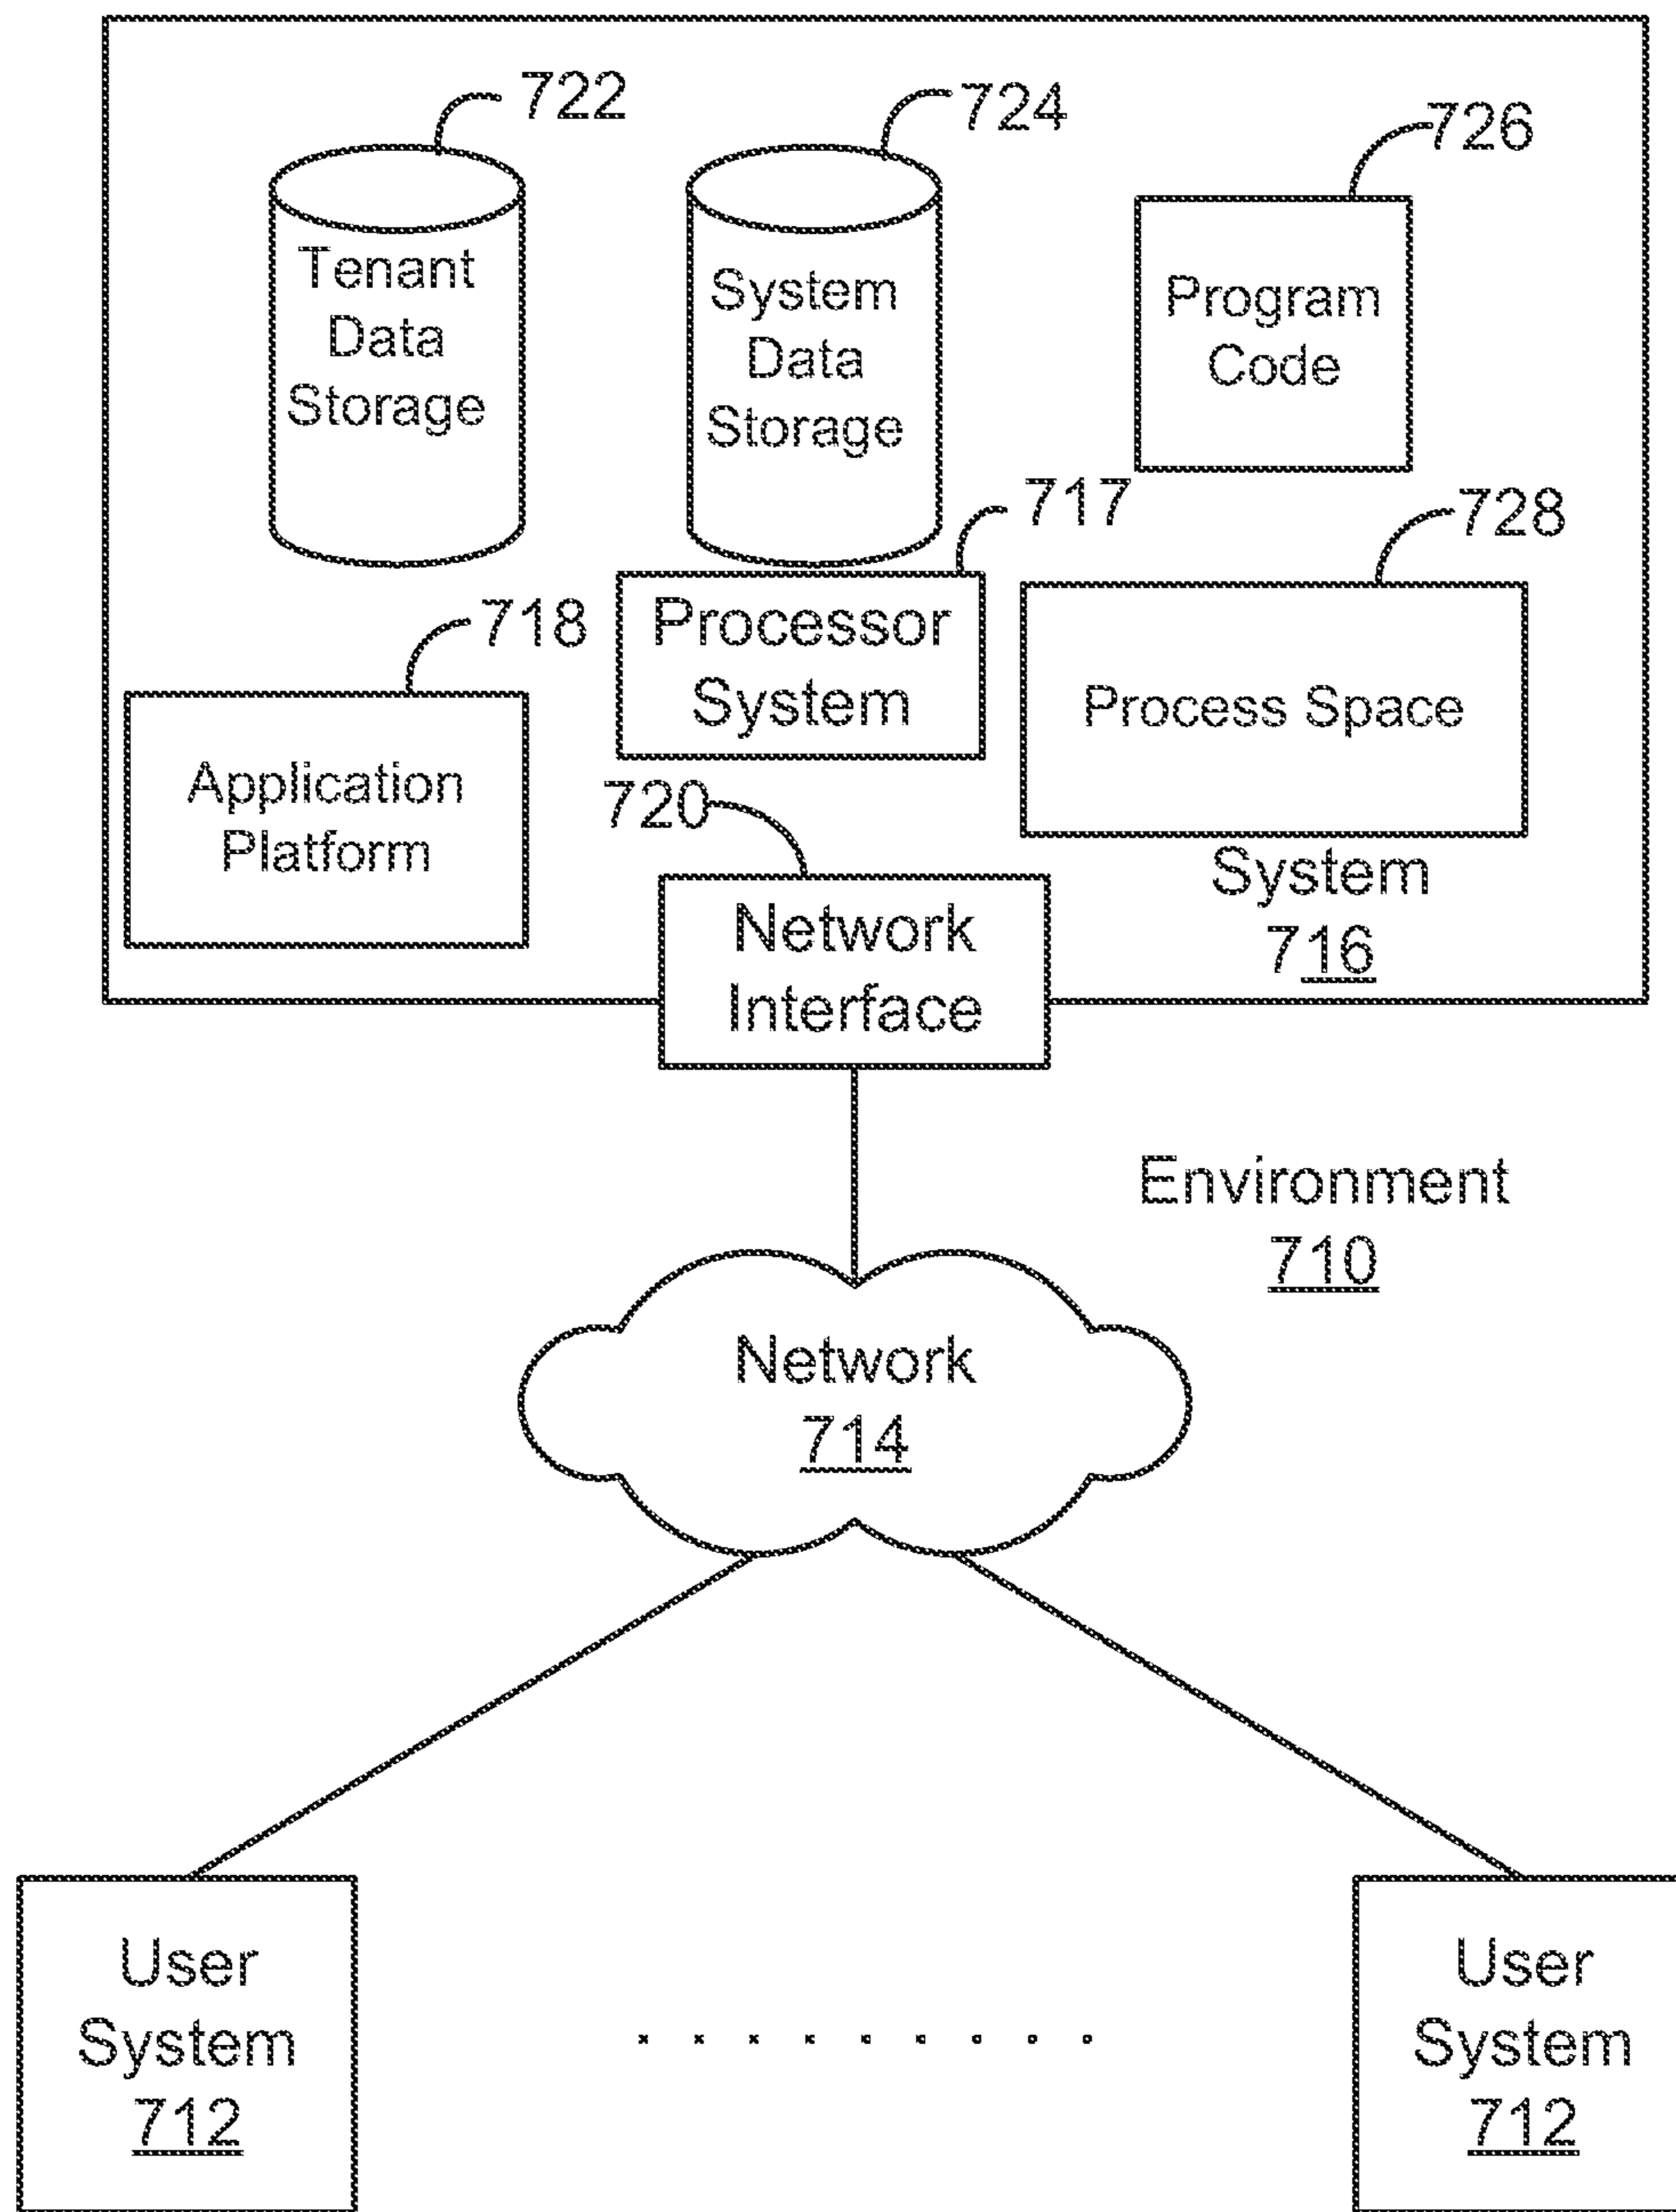 722
724
726
Tenant
Data
Storage
System
Data
Storage
Program
Code
717
728
718
Processor
System
Process Space
Application
Platform
720
System
716
Network
Interface
Environment
710
Network
714
User
System
712
User
System
712